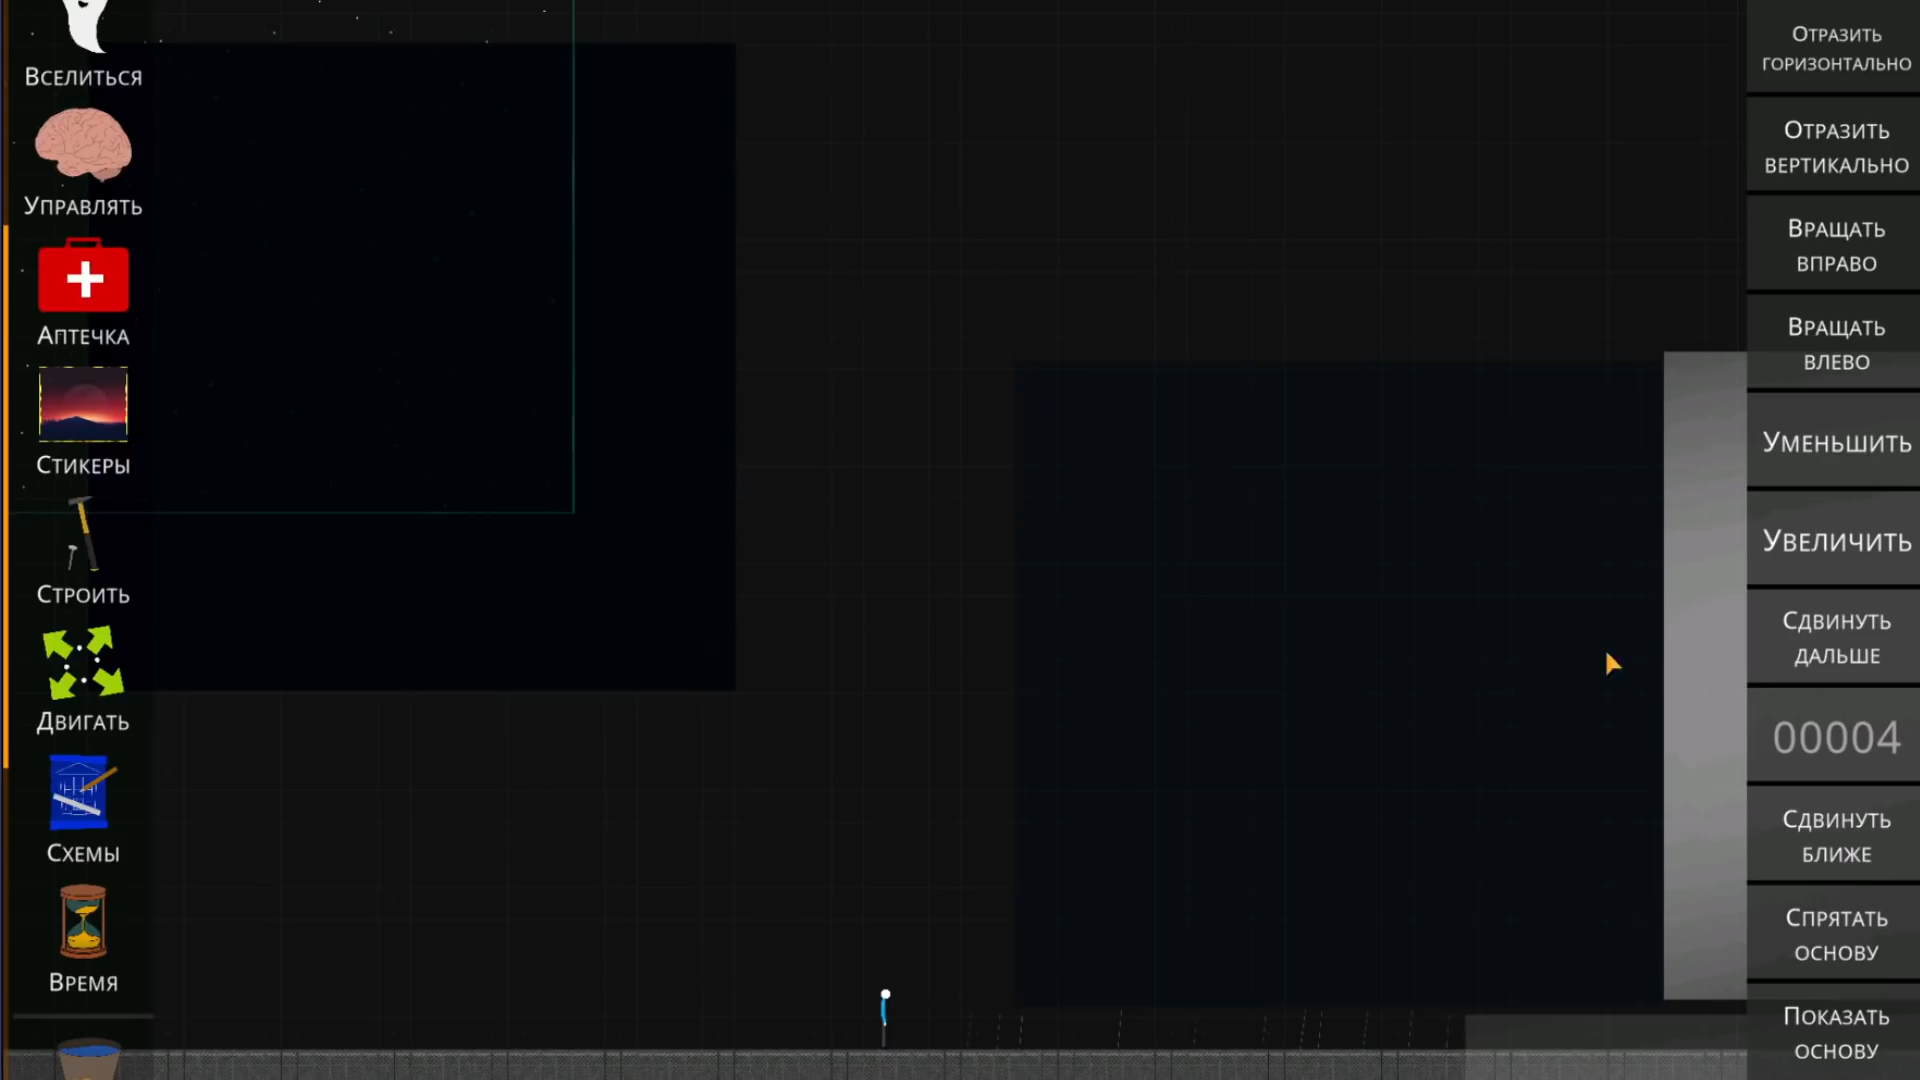 Вселиться
Управлять
Аптечка
Стикеры
Строить
Двигать
Схемы
Время
Отразить
горизонтально
Отразить
вертикально
Вращать
вправо
Вращать
влево
Уменьшить
Увеличить
Сдвинуть
дальше
00004
Сдвинуть
ближе
Спрятать
основу
Показать
основу